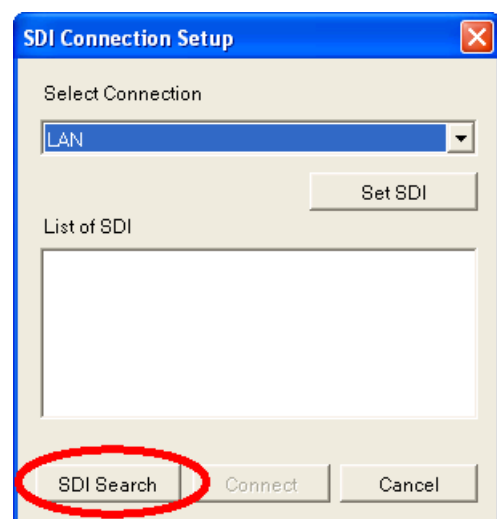 SDI Connection Setup
Select Connection
LAN
Set SDI
List of SDI
SDI Search Connect Cancel